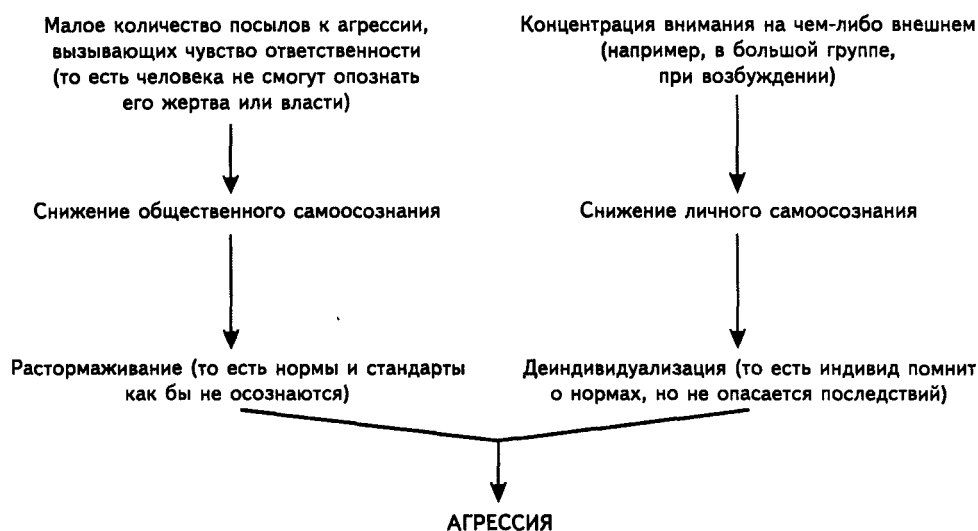 Малое количество посылов к агрессии,
вызывающих чувство ответственности
(то есть человека не смогут опознать
его жертва или власти)
Концентрация внимания на чем-либо внешнем
(например, в большой группе,
при возбуждении)
Снижение общественного самоосознания
Снижение личного самоосознания
Растормаживание (то есть нормы и стандарты
как бы не осознаются)
Деиндивидуализация (то есть индивид помнит
о нормах, но не опасается последствий)
АГРЕССИЯ